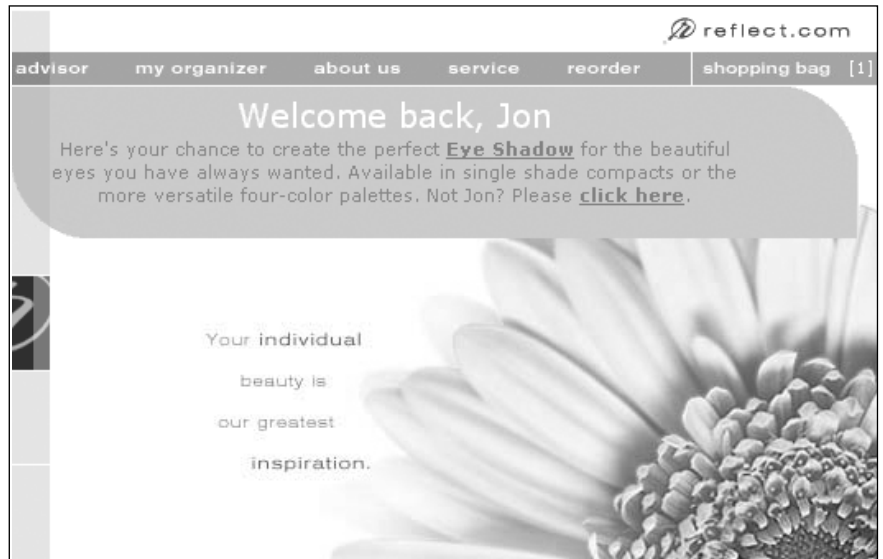 reflect.com
advisor my organizer about us service reorder shopping bag [1]
Welcome back, Jon
Here's your chance to create the perfect Eye Shadow for the beautiful
eyes you have always wanted. Available in single shade compacts or the
more versatile four-color palettes. Not Jon? Please click here.
Your individual
beauty is
our greatest
inspiration.